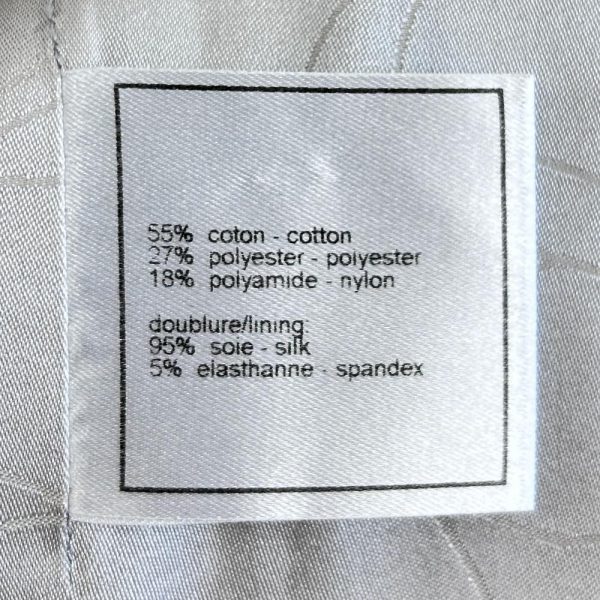 55% coton - cotton
27% polyester - polyester
18% polyamide - nylon
doublure/lining:
95% soie - silk
5% elasthanne - spandex